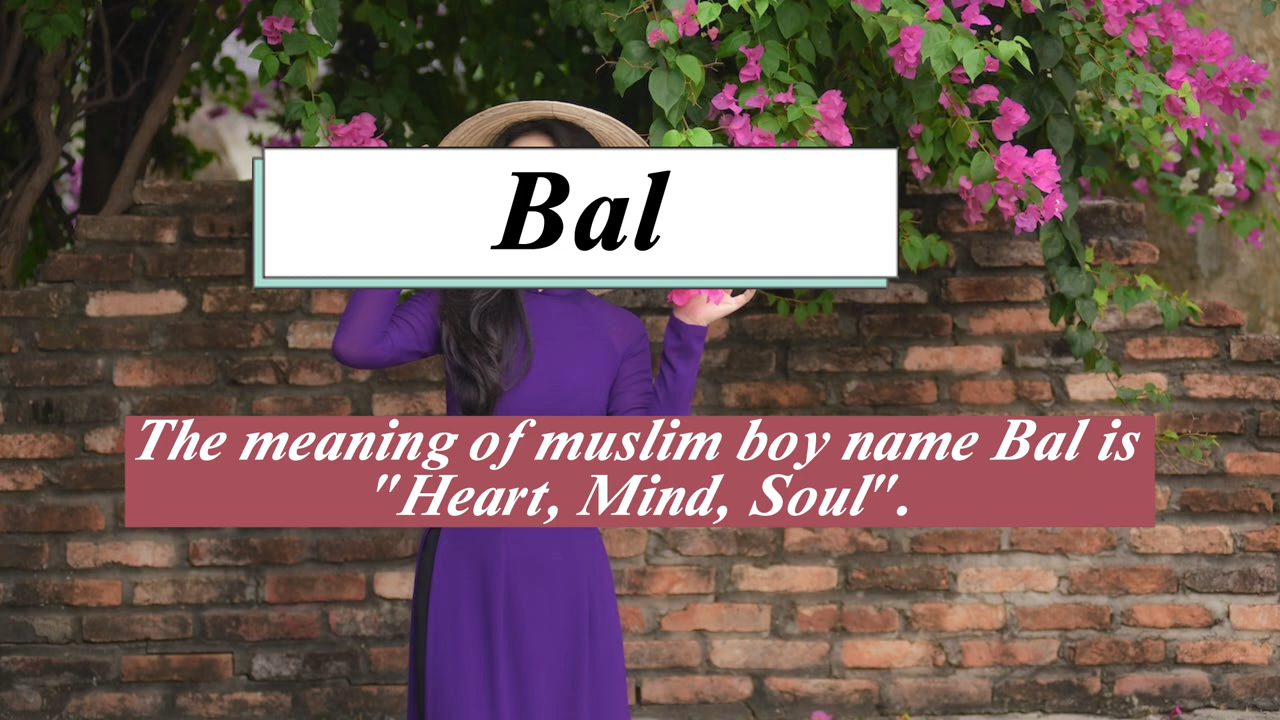 Bal
The meaning of muslim boy name Bal is
"Heart, Mind, Soul".